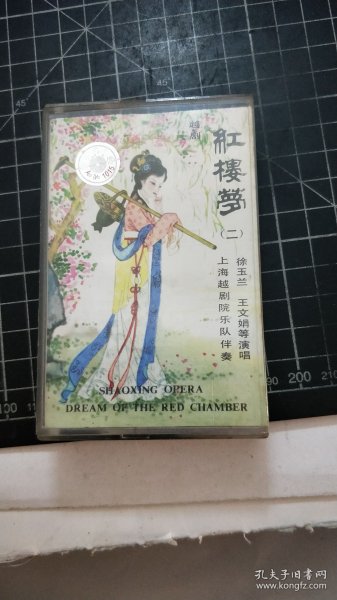 越剧
紅樓夢
(二)
徐玉兰 王文娟等演唱
上海越剧院乐队伴奏
SHAOXING OPERA
DREAM OF THE RED CHAMBER
孔夫子旧书网
kongfz.com